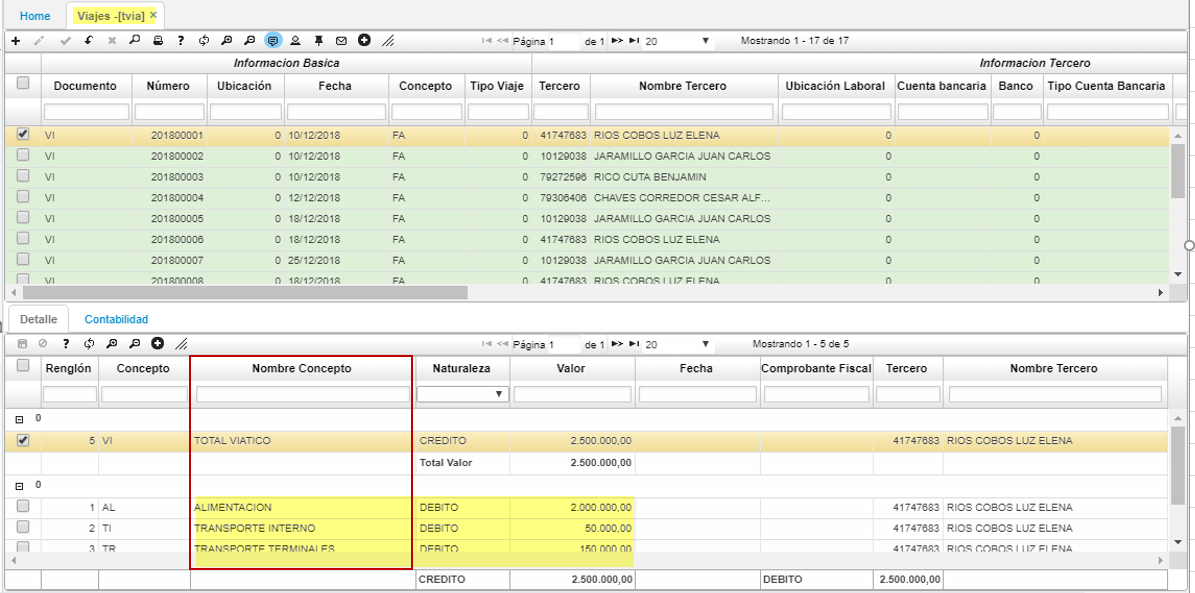 Home Viajes -[tvia] ×
Página 1 de 1 20 Mostrando 1 - 17 de 17
Informacion Basica Informacion Tercero
Documento Número Ubicación Fecha Concepto Tipo Viaje Tercero Nombre Tercero Ubicación Laboral Cuenta bancaria Banco Tipo Cuenta Bancaria
VI 201800001 0 10/12/2018 FA 0 41747683 RIOS COBOS LUZ ELENA 0 0
VI 201800002 0 10/12/2018 FA 0 10129038 JARAMILLO GARCIA JUAN CARLOS 0 0
VI 201800003 0 10/12/2018 FA 0 79272596 RICO CUTA BENJAMIN 0 0
VI 201800004 0 12/12/2018 FA 0 79306406 CHAVES CORREDOR CESAR ALF... 0 0
VI 201800005 0 18/12/2018 FA 0 10129038 JARAMILLO GARCIA JUAN CARLOS 0 0
VI 201800006 0 18/12/2018 FA 0 41747683 RIOS COBOS LUZ ELENA 0 0
VI 201800007 0 25/12/2018 FA 0 10129038 JARAMILLO GARCIA JUAN CARLOS 0 0
VI 201800008 0 18/12/2018 FA 0 41747683 RIOS COBOS LUZ ELENA 0 0
Detalle Contabilidad
Página 1 de 1 20 Mostrando 1 - 5 de 5
Renglón Concepto Nombre Concepto Naturaleza Valor Fecha Comprobante Fiscal Tercero Nombre Tercero
0
5 VI TOTAL VIATICO CREDITO 2.500.000,00 41747683 RIOS COBOS LUZ ELENA
Total Valor 2.500.000,00
0
1 AL ALIMENTACION DEBITO 2.000.000,00 41747683 RIOS COBOS LUZ ELENA
2 TI TRANSPORTE INTERNO DEBITO 50.000,00 41747683 RIOS COBOS LUZ ELENA
3 TR TRANSPORTE TERMINALES DEBITO 150.000,00 41747683 RIOS COBOS LUZ ELENA
CREDITO 2.500.000,00 DEBITO 2.500.000,00